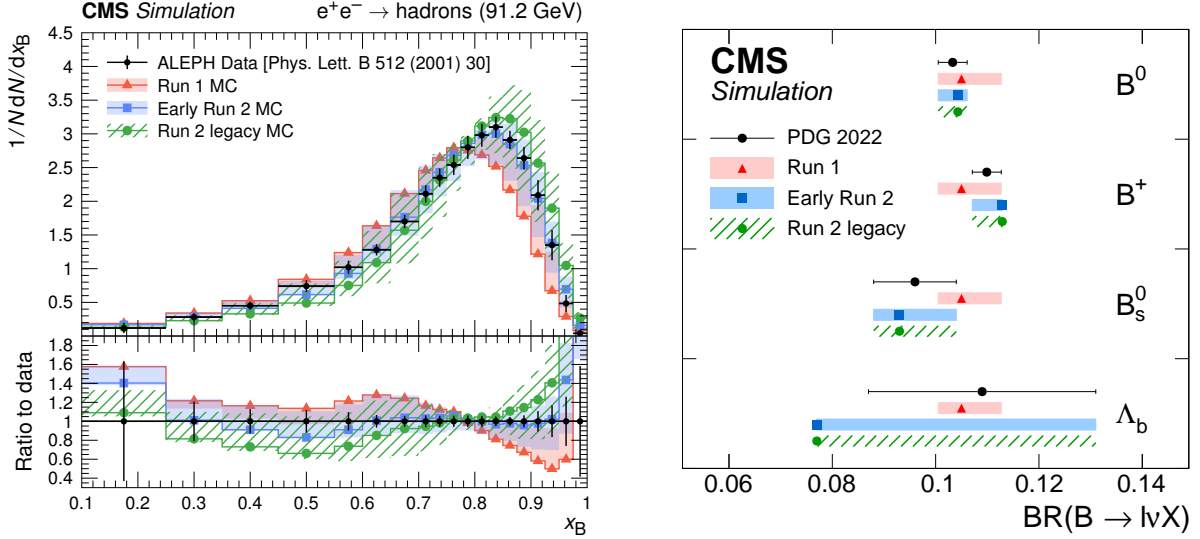 CMS Simulation e⁺e⁻ → hadrons (91.2 GeV)
1/N dN/dx_B
4.5
4
3.5
3
2.5
2
1.5
1
0.5
ALEPH Data [Phys. Lett. B 512 (2001) 30]
Run 1 MC
Early Run 2 MC
Run 2 legacy MC
Ratio to data
1.8
1.6
1.4
1.2
1
0.8
0.6
0.4
0.1 0.2 0.3 0.4 0.5 0.6 0.7 0.8 0.9 1
x_B
CMS
Simulation
PDG 2022
Run 1
Early Run 2
Run 2 legacy
B⁰
B⁺
B⁰_s
Λ_b
0.06 0.08 0.1 0.12 0.14
BR(B → lνX)